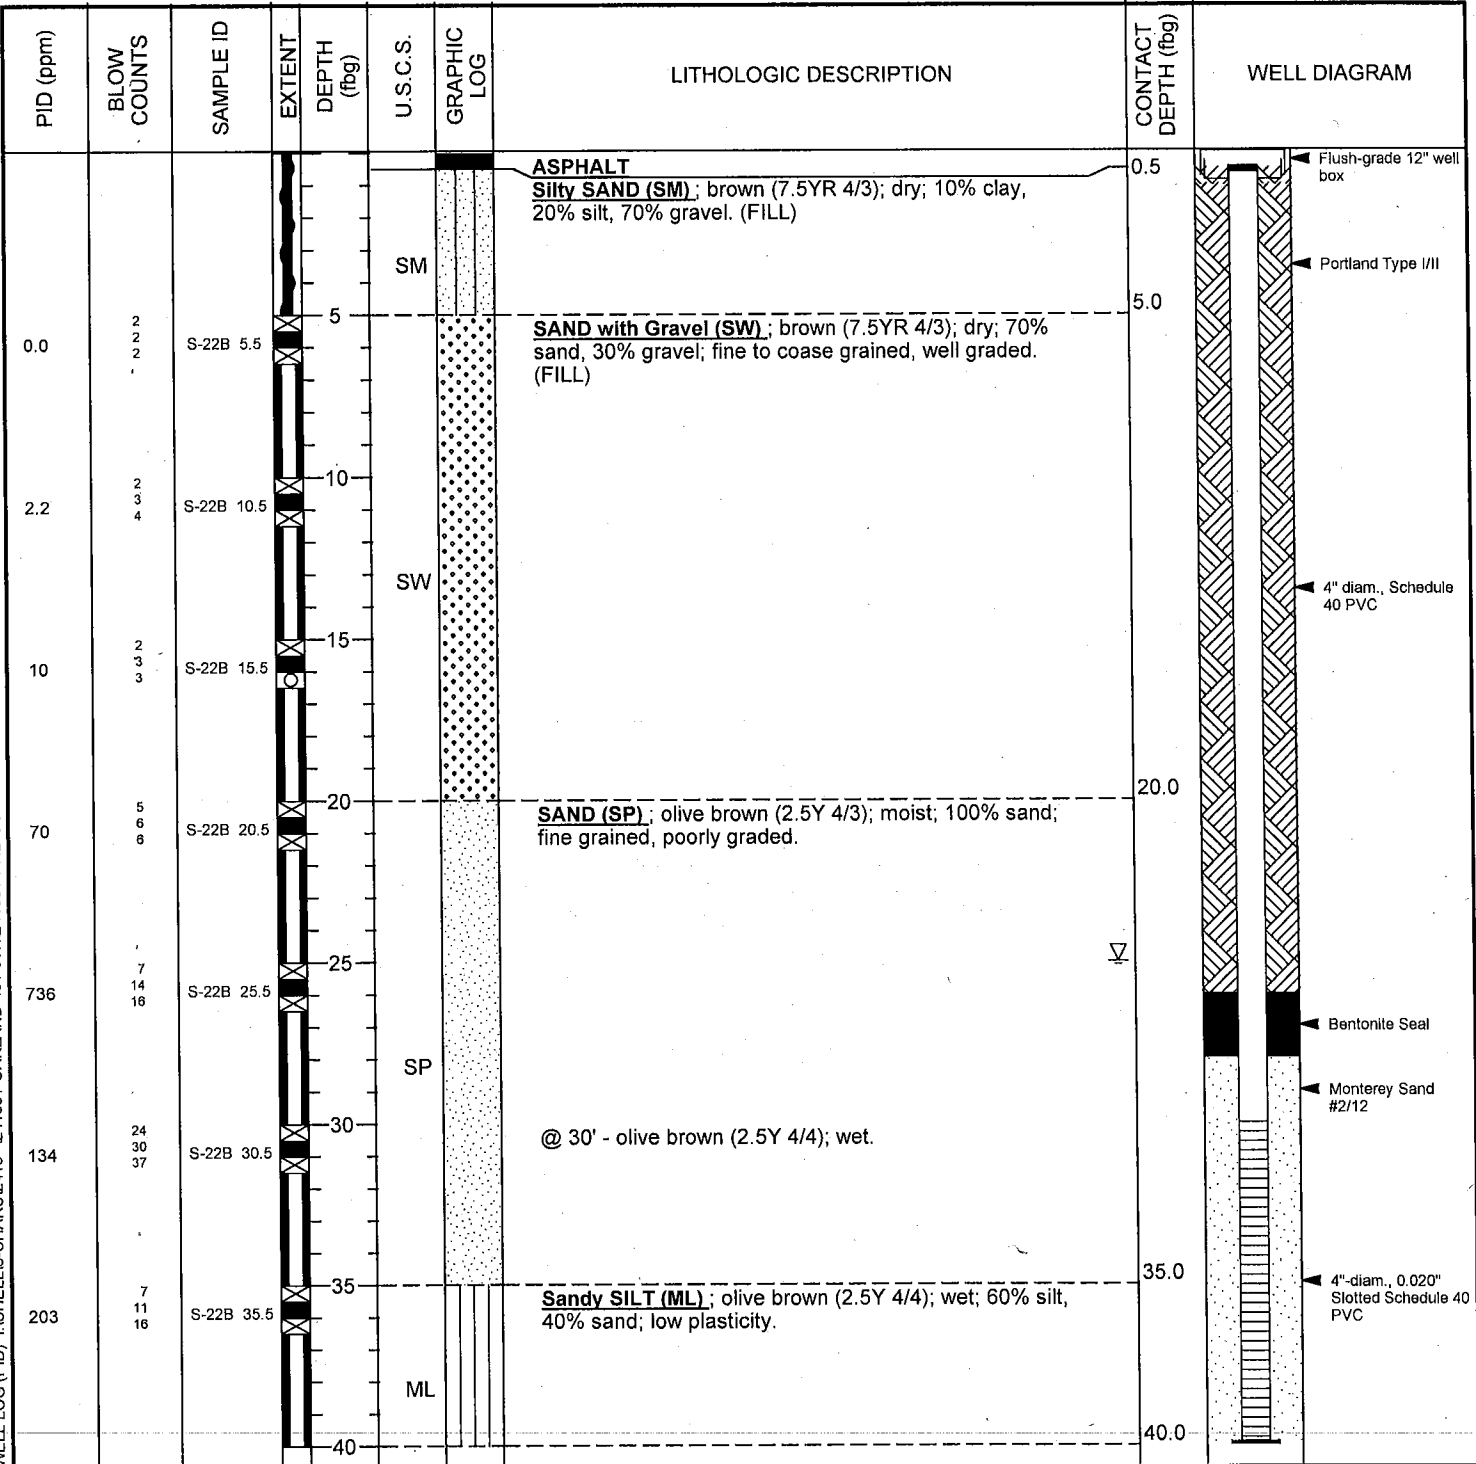 PID (ppm)
BLOW
COUNTS
SAMPLE ID
EXTENT
DEPTH
(fbg)
U.S.C.S.
GRAPHIC
LOG
LITHOLOGIC DESCRIPTION
CONTACT
DEPTH (fbg)
WELL DIAGRAM
ASPHALT
0.5
Flush-grade 12" well
box
Silty SAND (SM) ; brown (7.5YR 4/3); dry; 10% clay,
20% silt, 70% gravel. (FILL)
SM
Portland Type I/II
5
5.0
0.0
2
2
2
S-22B 5.5
SAND with Gravel (SW) ; brown (7.5YR 4/3); dry; 70%
sand, 30% gravel; fine to coase grained, well graded.
(FILL)
10
2.2
2
3
4
S-22B 10.5
SW
4" diam., Schedule
40 PVC
15
10
2
3
3
S-22B 15.5
20
20.0
70
5
6
6
S-22B 20.5
SAND (SP) ; olive brown (2.5Y 4/3); moist; 100% sand;
fine grained, poorly graded.
25
736
7
14
16
S-22B 25.5
Bentonite Seal
SP
Monterey Sand
#2/12
30
134
24
30
37
S-22B 30.5
@ 30' - olive brown (2.5Y 4/4); wet.
35
35.0
203
7
11
16
S-22B 35.5
Sandy SILT (ML) ; olive brown (2.5Y 4/4); wet; 60% silt,
40% sand; low plasticity.
4"-diam., 0.020"
Slotted Schedule 40
PVC
ML
40
40.0